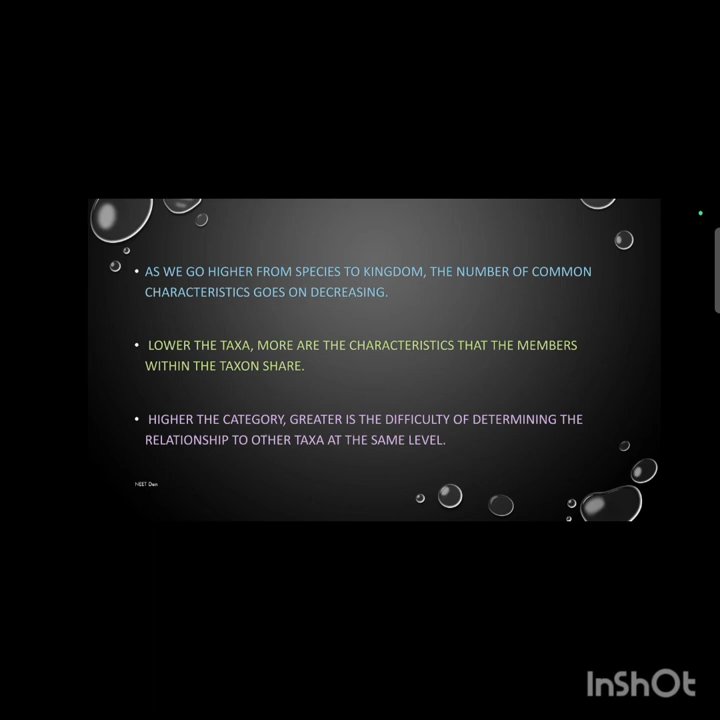 • AS WE GO HIGHER FROM SPECIES TO KINGDOM, THE NUMBER OF COMMON
CHARACTERISTICS GOES ON DECREASING.
• LOWER THE TAXA, MORE ARE THE CHARACTERISTICS THAT THE MEMBERS
WITHIN THE TAXON SHARE.
• HIGHER THE CATEGORY, GREATER IS THE DIFFICULTY OF DETERMINING THE
RELATIONSHIP TO OTHER TAXA AT THE SAME LEVEL.
NEET Den
InShOt